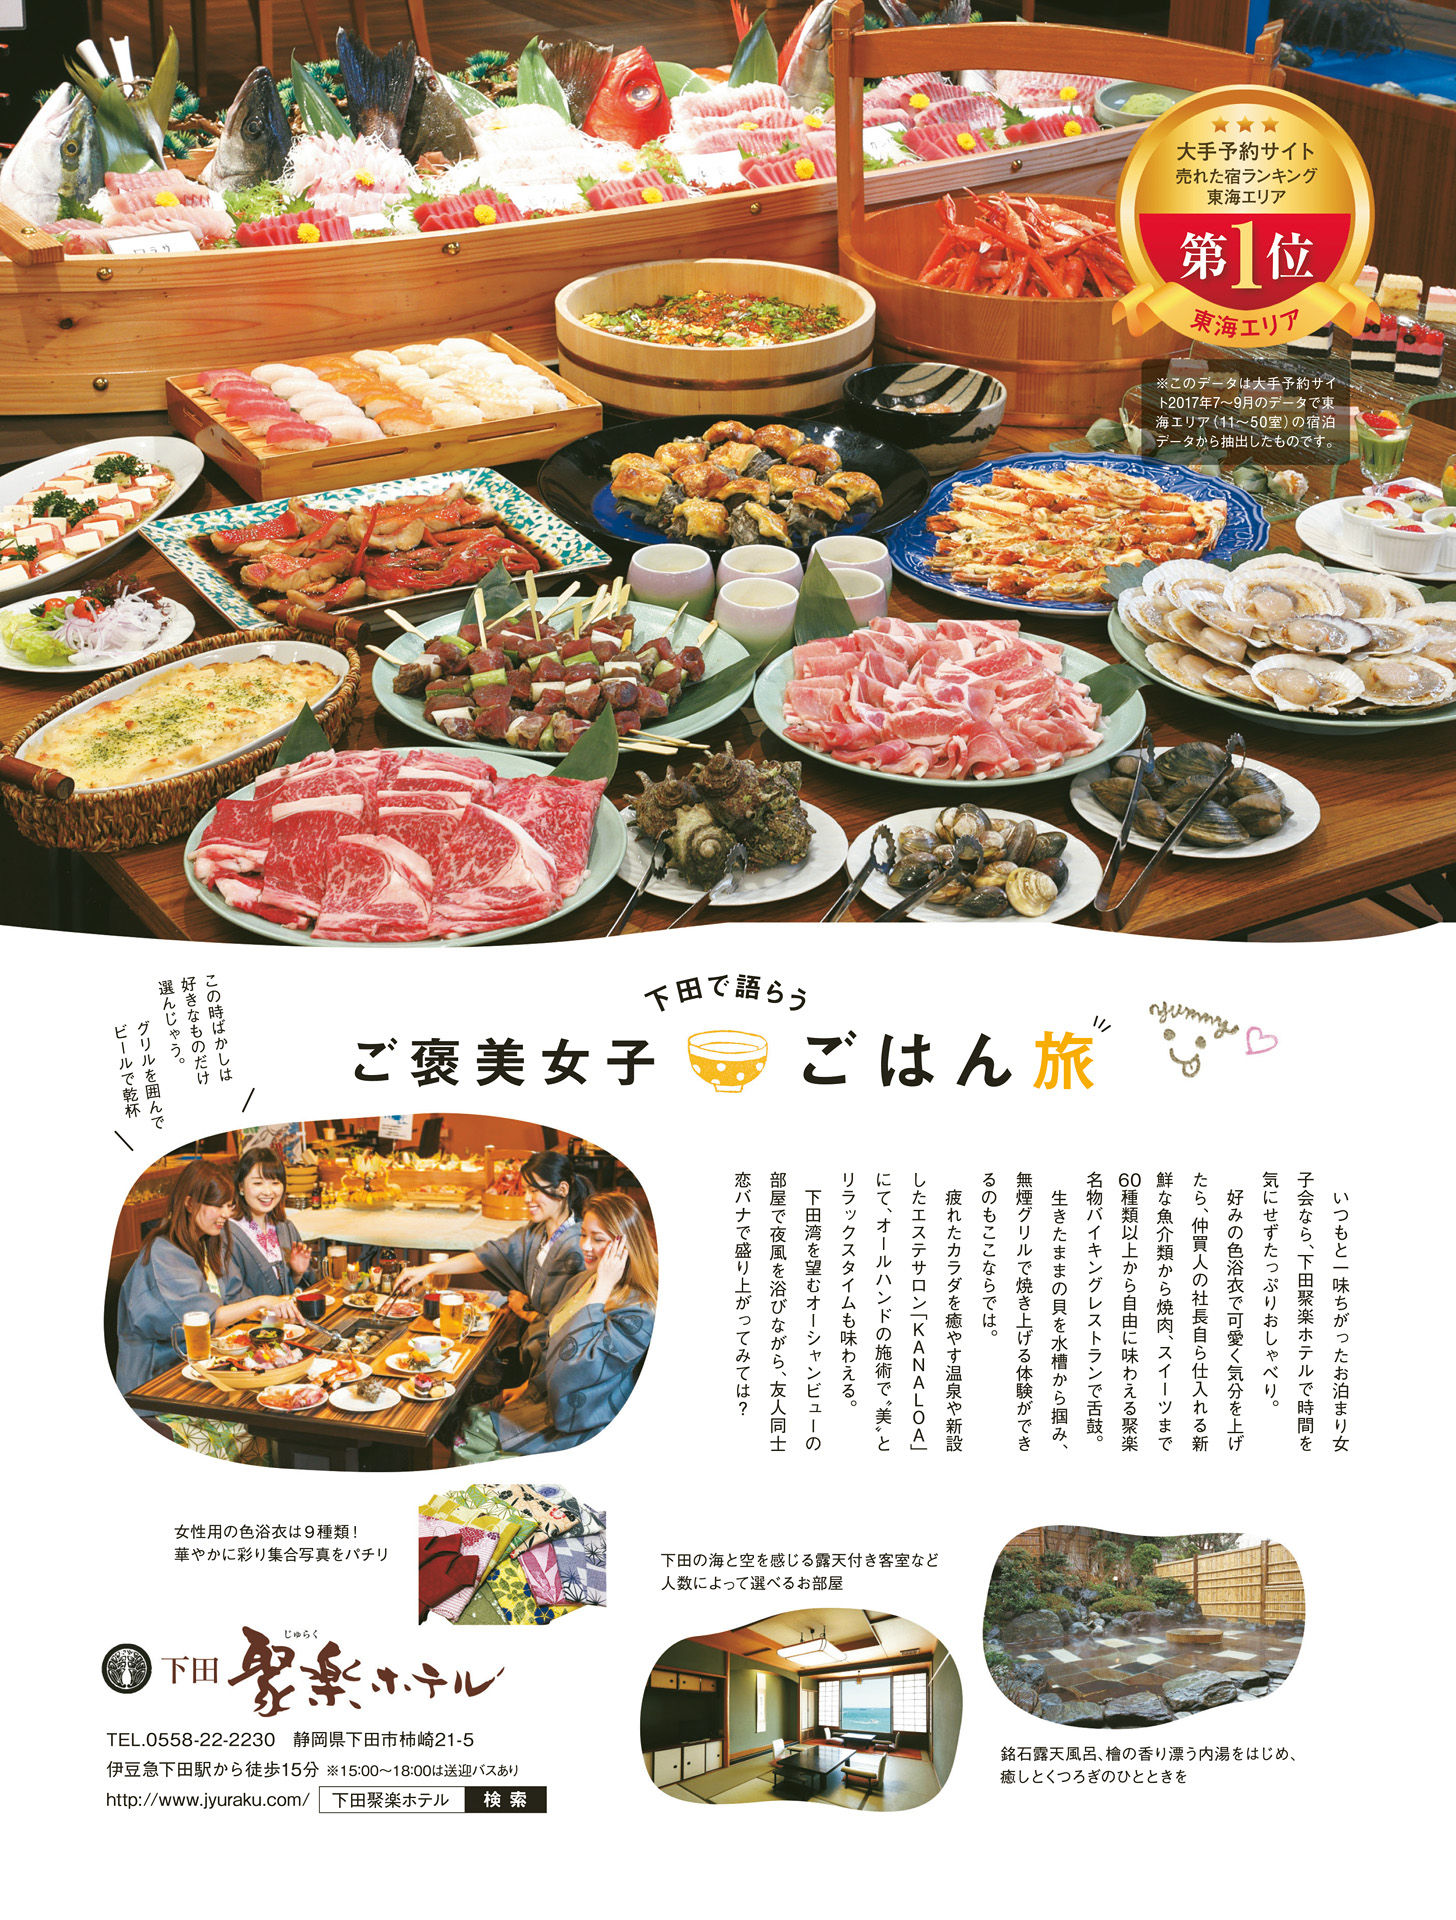 大手予約サイト
売れた宿ランキング
東海エリア
第1位
東海エリア
※このデータは大手予約サイ
ト2017年7〜9月のデータで東
海エリア（11〜50室）の宿泊
データから抽出したものです。
下田で語らう
ご褒美女子
ごはん旅
yummy
この時ばかしは
好きなものだけ
選んじゃう。
グリルを囲んで
ビールで乾杯
いつもと一味ちがったお泊まり女
子会なら、下田聚楽ホテルで時間を
気にせずたっぷりおしゃべり。
好みの色浴衣で可愛く気分を上げ
たら、仲買人の社長自ら仕入れる新
鮮な魚介類から焼肉、スイーツまで
60種類以上から自由に味わえる聚楽
名物バイキングレストランで舌鼓。
生きたままの貝を水槽から掴み、
無煙グリルで焼き上げる体験ができ
るのもここならでは。
疲れたカラダを癒やす温泉や新設
したエステサロン「KANALOA」
にて、オールハンドの施術で〝美〟と
リラックスタイムも味わえる。
下田湾を望むオーシャンビューの
部屋で夜風を浴びながら、友人同士
恋バナで盛り上がってみては？
女性用の色浴衣は9種類！
華やかに彩り集合写真をパチリ
下田の海と空を感じる露天付き客室など
人数によって選べるお部屋
銘石露天風呂、檜の香り漂う内湯をはじめ、
癒しとくつろぎのひとときを
じゅらく
下田 聚楽ホテル
TEL.0558-22-2230　静岡県下田市柿崎21-5
伊豆急下田駅から徒歩15分 ※15:00〜18:00は送迎バスあり
http://www.jyuraku.com/ 下田聚楽ホテル 検索